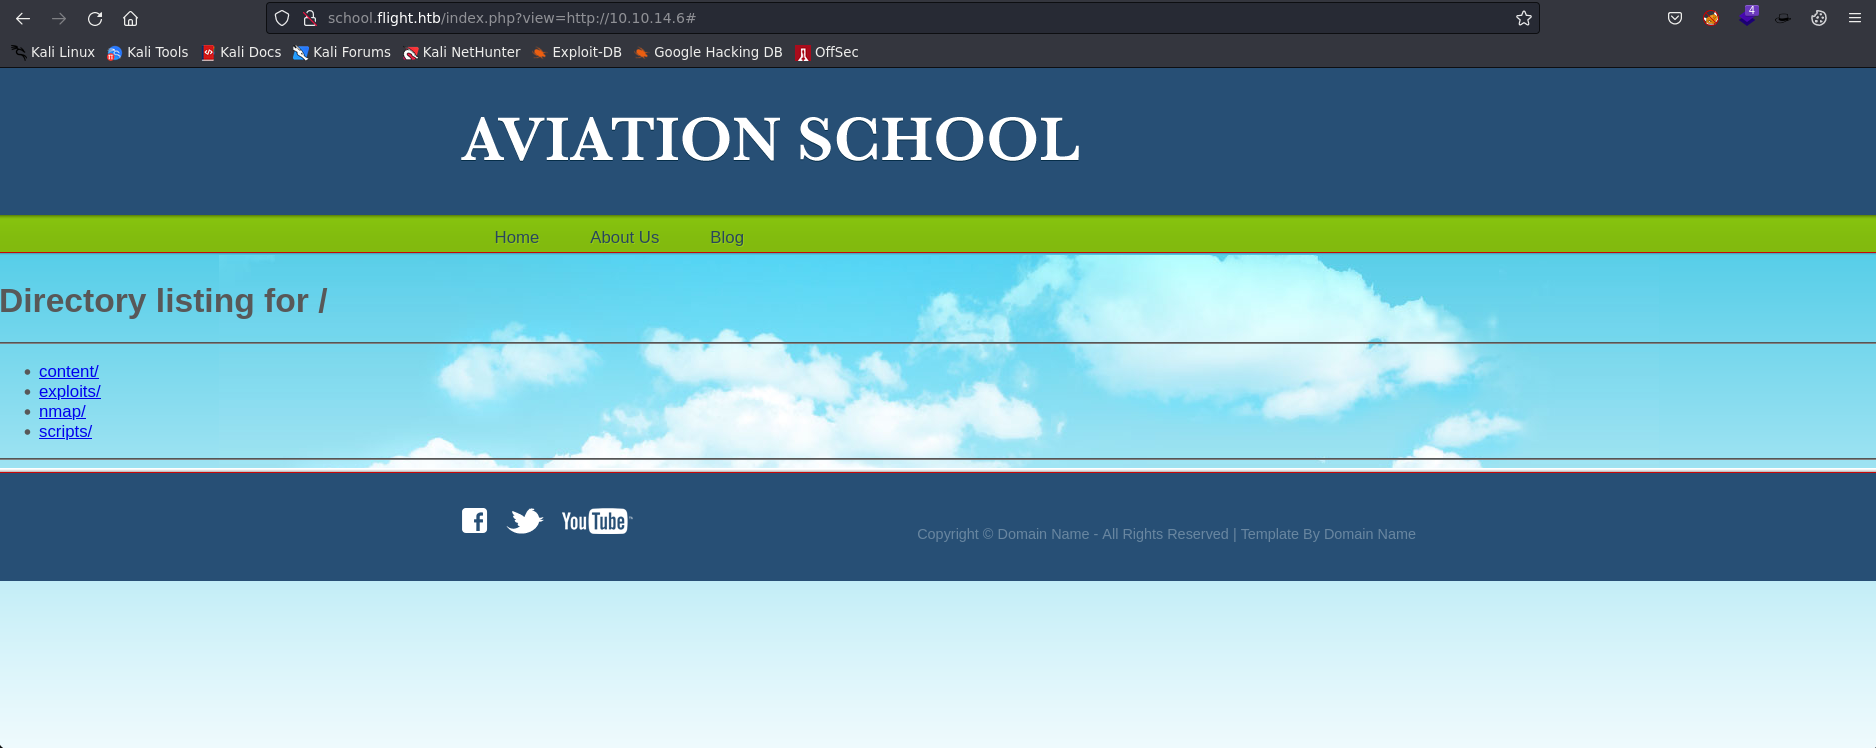 school.flight.htb/index.php?view=http://10.10.14.6#
4
Kali Linux Kali Tools Kali Docs Kali Forums Kali NetHunter Exploit-DB Google Hacking DB OffSec
AVIATION SCHOOL
Home About Us Blog
Directory listing for /
content/
exploits/
nmap/
scripts/
YouTube
Copyright © Domain Name - All Rights Reserved | Template By Domain Name